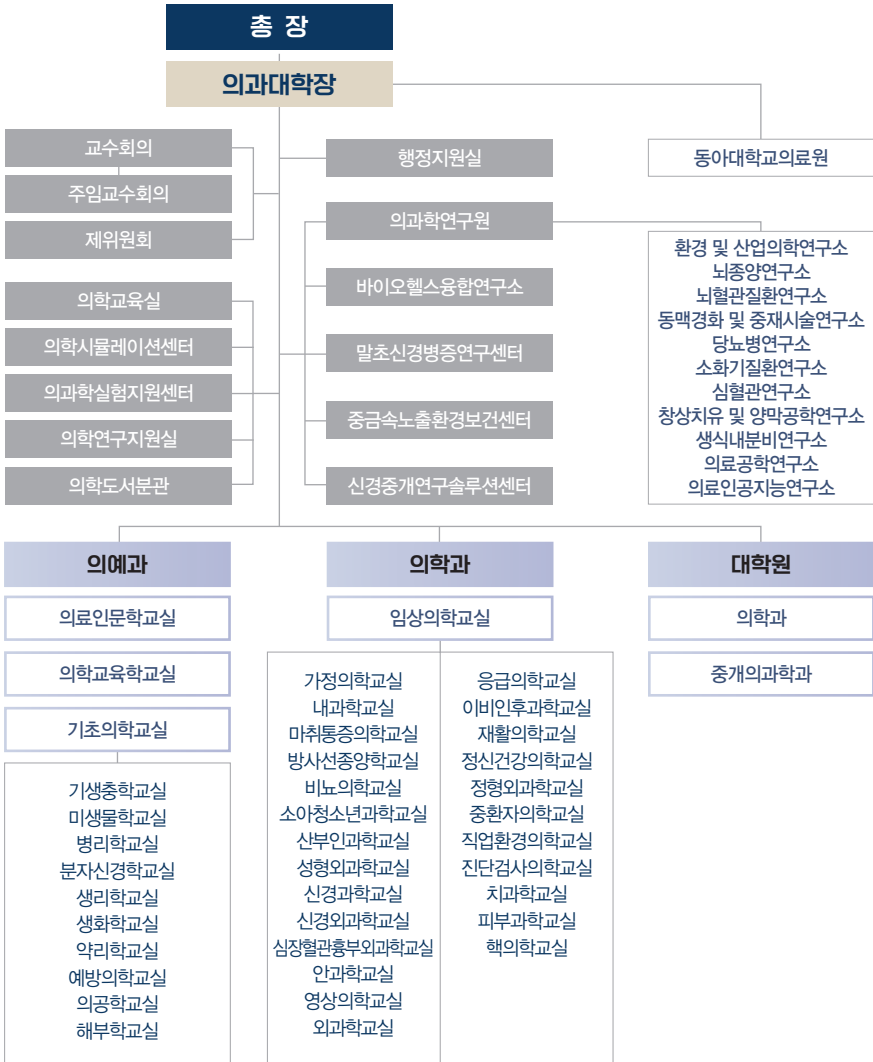 총 장
의과대학장
교수회의
주임교수회의
제위원회
행정지원실
동아대학교의료원
의학교육실
의학시뮬레이션센터
의과학실험지원센터
의학연구지원실
의학도서분관
의과학연구원
바이오헬스융합연구소
말초신경병증연구센터
중금속노출환경보건센터
신경중개연구솔루션센터
환경 및 산업의학연구소
뇌종양연구소
뇌혈관질환연구소
동맥경화 및 중재시술연구소
당뇨병연구소
소화기질환연구소
심혈관연구소
창상치유 및 양막공학연구소
생식내분비연구소
의료공학연구소
의료인공지능연구소
의예과
의료인문학교실
의학교육학교실
기초의학교실
기생충학교실
미생물학교실
병리학교실
분자신경학교실
생리학교실
생화학교실
약리학교실
예방의학교실
의공학교실
해부학교실
의학과
임상의학교실
가정의학교실
내과학교실
마취통증의학교실
방사선종양학교실
비뇨의학교실
소아청소년과학교실
산부인과학교실
성형외과학교실
신경과학교실
신경외과학교실
심장혈관흉부외과학교실
안과학교실
영상의학교실
외과학교실
응급의학교실
이비인후과학교실
재활의학교실
정신건강의학교실
정형외과학교실
중환자의학교실
직업환경의학교실
진단검사의학교실
치과학교실
피부과학교실
핵의학교실
대학원
의학과
중개의과학과